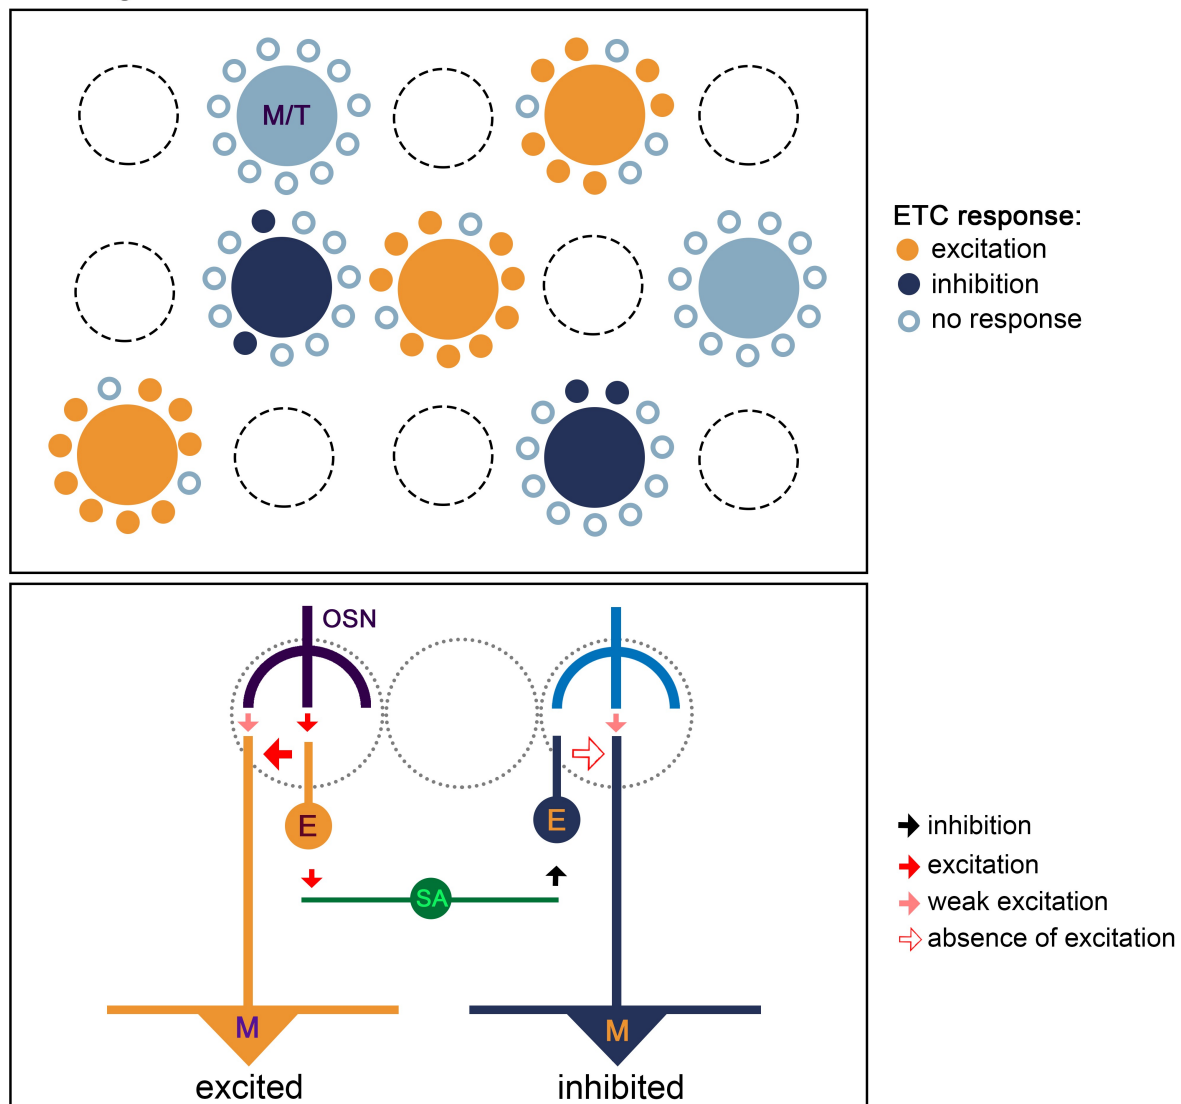 M/T
ETC response:
excitation
inhibition
no response
OSN
E
E
SA
M
M
excited
inhibited
inhibition
excitation
weak excitation
absence of excitation